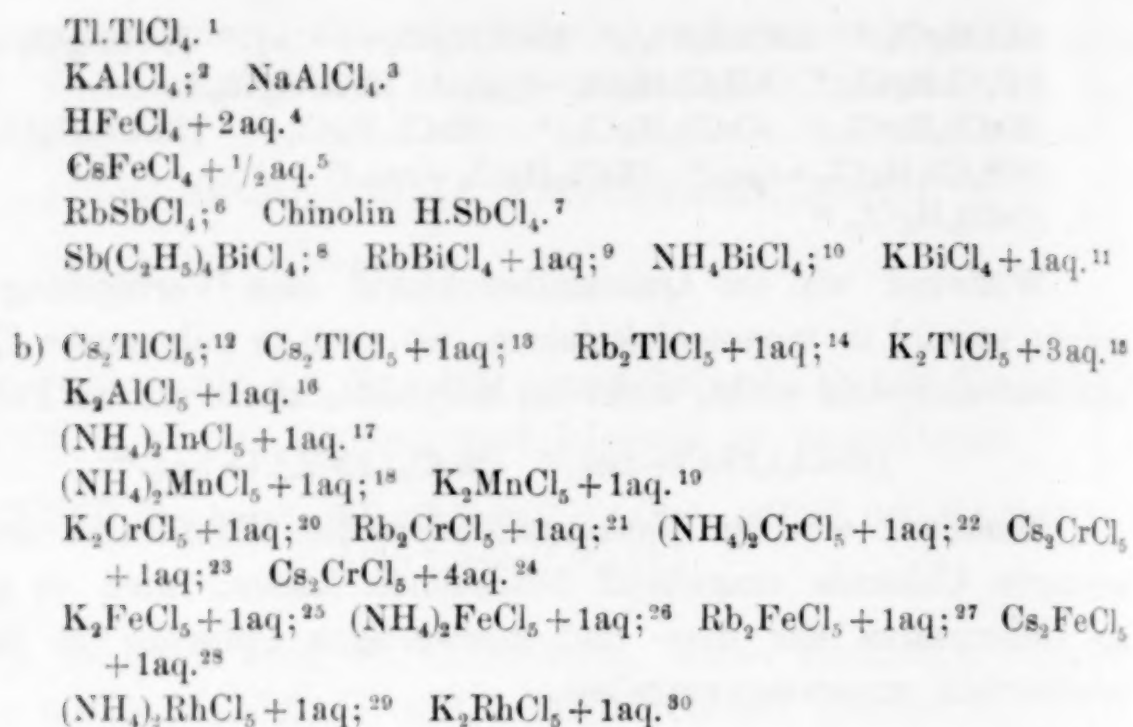 Tl.TlCl₄.¹
KAlCl₄;² NaAlCl₄.³
HFeCl₄ + 2 aq.⁴
CsFeCl₄ + ¹/₂ aq.⁵
RbSbCl₄;⁶ Chinolin H.SbCl₄.⁷
Sb(C₂H₅)₄BiCl₄;⁸ RbBiCl₄ + 1aq;⁹ NH₄BiCl₄;¹⁰ KBiCl₄ + 1aq.¹¹
b) Cs₂TlCl₅;¹² Cs₂TlCl₅ + 1aq;¹³ Rb₂TlCl₅ + 1aq;¹⁴ K₂TlCl₅ + 3aq.¹⁵
K₂AlCl₅ + 1aq.¹⁶
(NH₄)₂InCl₅ + 1aq.¹⁷
(NH₄)₂MnCl₅ + 1aq;¹⁸ K₂MnCl₅ + 1aq.¹⁹
K₂CrCl₅ + 1aq;²⁰ Rb₂CrCl₅ + 1aq;²¹ (NH₄)₂CrCl₅ + 1aq;²² Cs₂CrCl₅
+ 1aq;²³ Cs₂CrCl₅ + 4aq.²⁴
K₂FeCl₅ + 1aq;²⁵ (NH₄)₂FeCl₅ + 1aq;²⁶ Rb₂FeCl₅ + 1aq;²⁷ Cs₂FeCl₅
+ 1aq.²⁸
(NH₄)₂RhCl₅ + 1aq;²⁹ K₂RhCl₅ + 1aq.³⁰